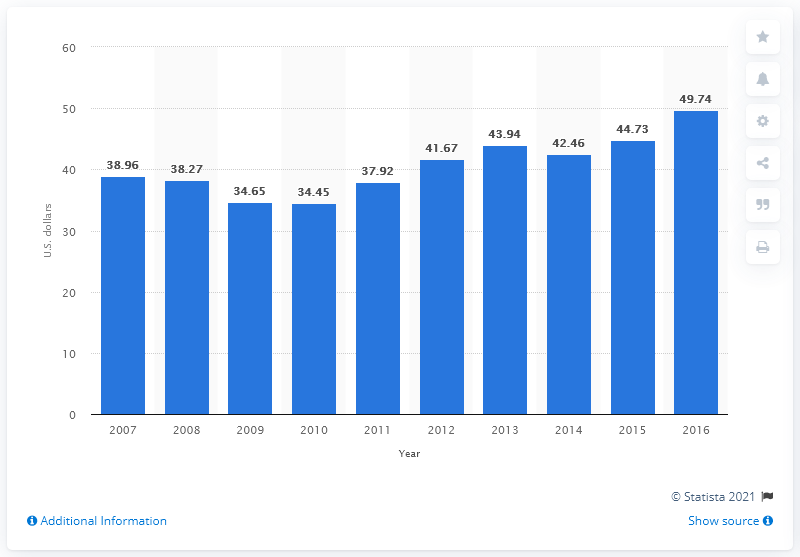 60
50
40
30
20
10
0
U.S. dollars
38.96
38.27
34.65
34.45
37.92
41.67
43.94
42.46
44.73
49.74
2007 2008 2009 2010 2011 2012 2013 2014 2015 2016
Year
© Statista 2021
Additional Information
Show source